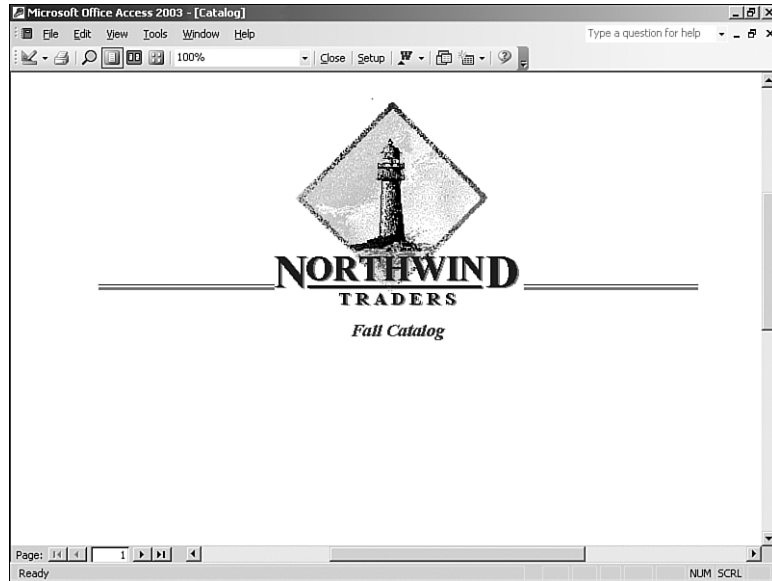 Microsoft Office Access 2003 - [Catalog]
File Edit View Tools Window Help Type a question for help
100% Close Setup
NORTHWIND
TRADERS
Fall Catalog
Page: 1
Ready NUM SCRL